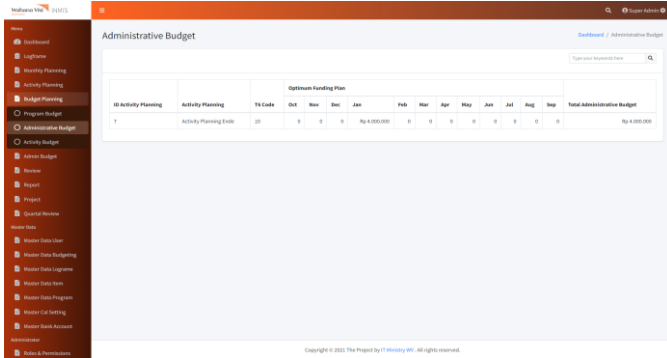 Wahana Visi INMIS
Super Admin
Menu
Dashboard
Logframe
Monthly Planning
Activity Planning
Budget Planning
Program Budget
Administrative Budget
Activity Budget
Admin Budget
Review
Report
Project
Quartal Review
Master Data
Master Data User
Master Data Budgeting
Master Data Logframe
Master Data Item
Master Data Program
Master Cal Setting
Master Bank Account
Administrator
Roles & Permissions
Administrative Budget
Dashboard / Administrative Budget
Type your keyword here
Optimum Funding Plan
ID Activity Planning Activity Planning T6 Code Oct Nov Dec Jan Feb Mar Apr May Jun Jul Aug Sep Total Administrative Budget
7 Activity Planning Endo 10 0 0 0 Rp 4.000.000 0 0 0 0 0 0 0 0 Rp 4.000.000
Copyright © 2021 The Project by IT Ministry WV. All rights reserved.